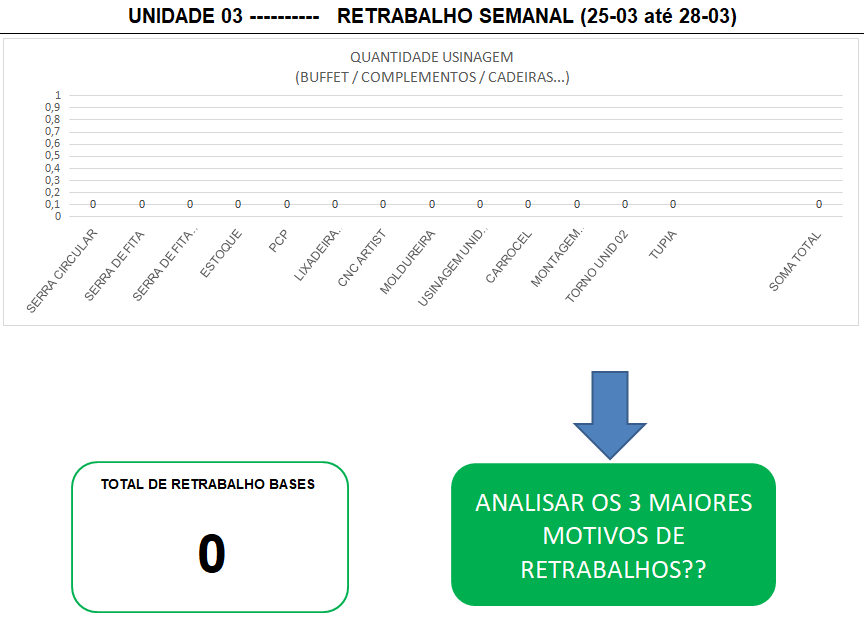 UNIDADE 03 ---------- RETRABALHO SEMANAL (25-03 até 28-03)
QUANTIDADE USINAGEM
(BUFFET / COMPLEMENTOS / CADEIRAS...)
1
0,9
0,8
0,7
0,6
0,5
0,4
0,3
0,2
0,1
0
0 0 0 0 0 0 0 0 0 0 0 0 0 0
SERRA CIRCULAR
SERRA DE FITA
SERRA DE FITA...
ESTOQUE
PCP
LIXADEIRA.
CNC ARTIST
MOLDUREIRA
USINAGEM UNID..
CARROCEL
MONTAGEM.
TORNO UNID 02
TUPIA
SOMA TOTAL
TOTAL DE RETRABALHO BASES
0
ANALISAR OS 3 MAIORES
MOTIVOS DE
RETRABALHOS??